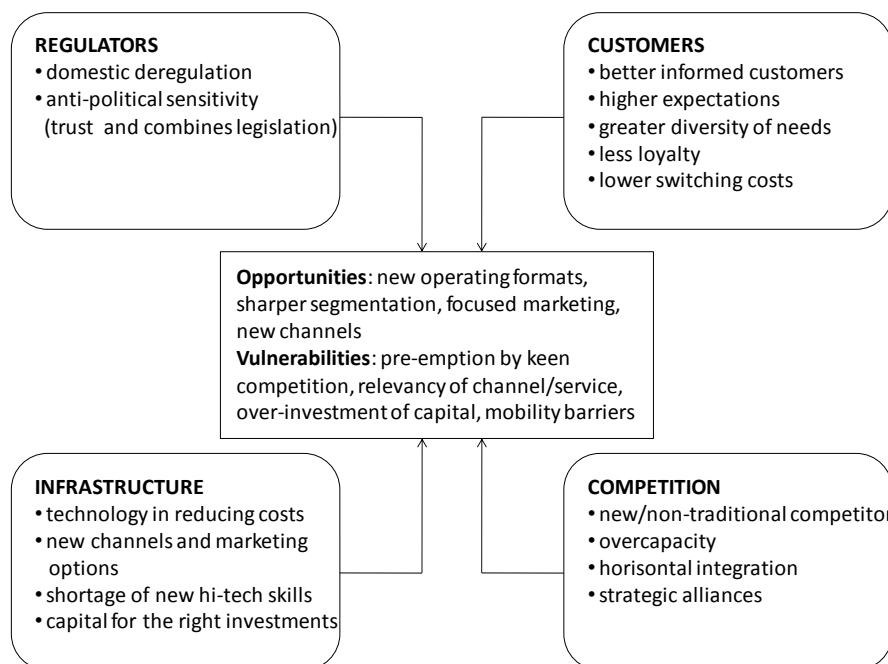 REGULATORS
• domestic deregulation
• anti-political sensitivity
(trust and combines legislation)
CUSTOMERS
• better informed customers
• higher expectations
• greater diversity of needs
• less loyalty
• lower switching costs
Opportunities: new operating formats,
sharper segmentation, focused marketing,
new channels
Vulnerabilities: pre-emption by keen
competition, relevancy of channel/service,
over-investment of capital, mobility barriers
INFRASTRUCTURE
• technology in reducing costs
• new channels and marketing
options
• shortage of new hi-tech skills
• capital for the right investments
COMPETITION
• new/non-traditional competitor
• overcapacity
• horisontal integration
• strategic alliances